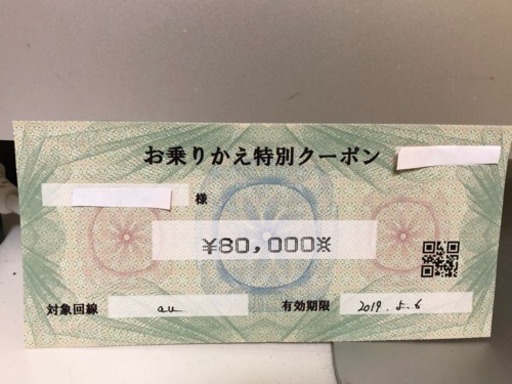 お乗りかえ特別クーポン
様
¥80,000※
対象回線 au 有効期限 2019.5.6